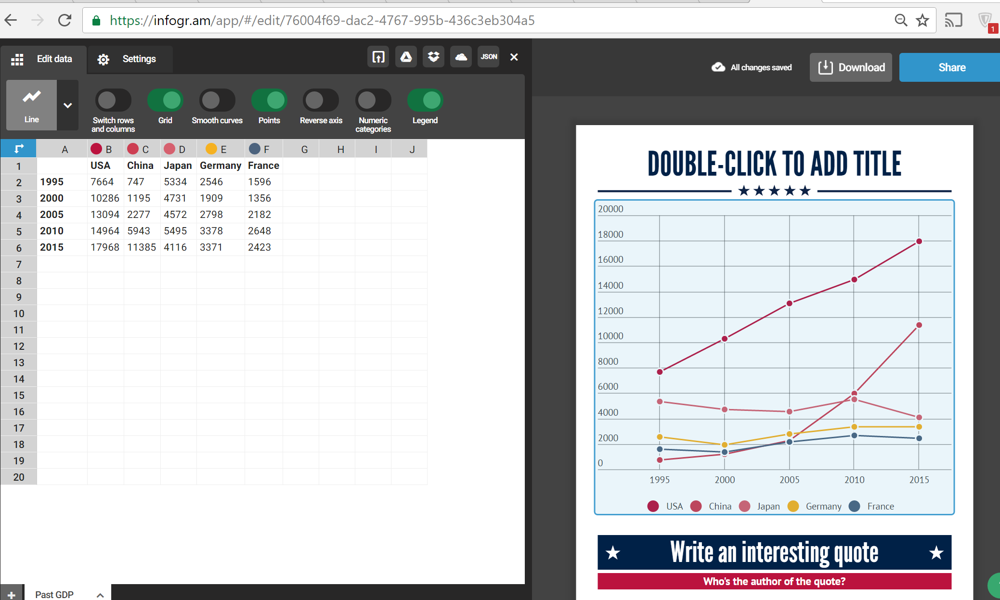 https://infogr.am/app/#/edit/76004f69-dac2-4767-995b-436c3eb304a5
1
Edit data
Settings
JSON
All changes saved
Download
Share
Line
Switch rows
and columns
Grid
Smooth curves
Points
Reverse axis
Numeric
categories
Legend
A B C D E F G H I J
1 USA China Japan Germany France
2 1995 7664 747 5334 2546 1596
3 2000 10286 1195 4731 1909 1356
4 2005 13094 2277 4572 2798 2182
5 2010 14964 5943 5495 3378 2648
6 2015 17968 11385 4116 3371 2423
7
8
9
10
11
12
13
14
15
16
17
18
19
20
Past GDP
DOUBLE-CLICK TO ADD TITLE
20000
18000
16000
14000
12000
10000
8000
6000
4000
2000
0
1995 2000 2005 2010 2015
USA China Japan Germany France
Write an interesting quote
Who's the author of the quote?